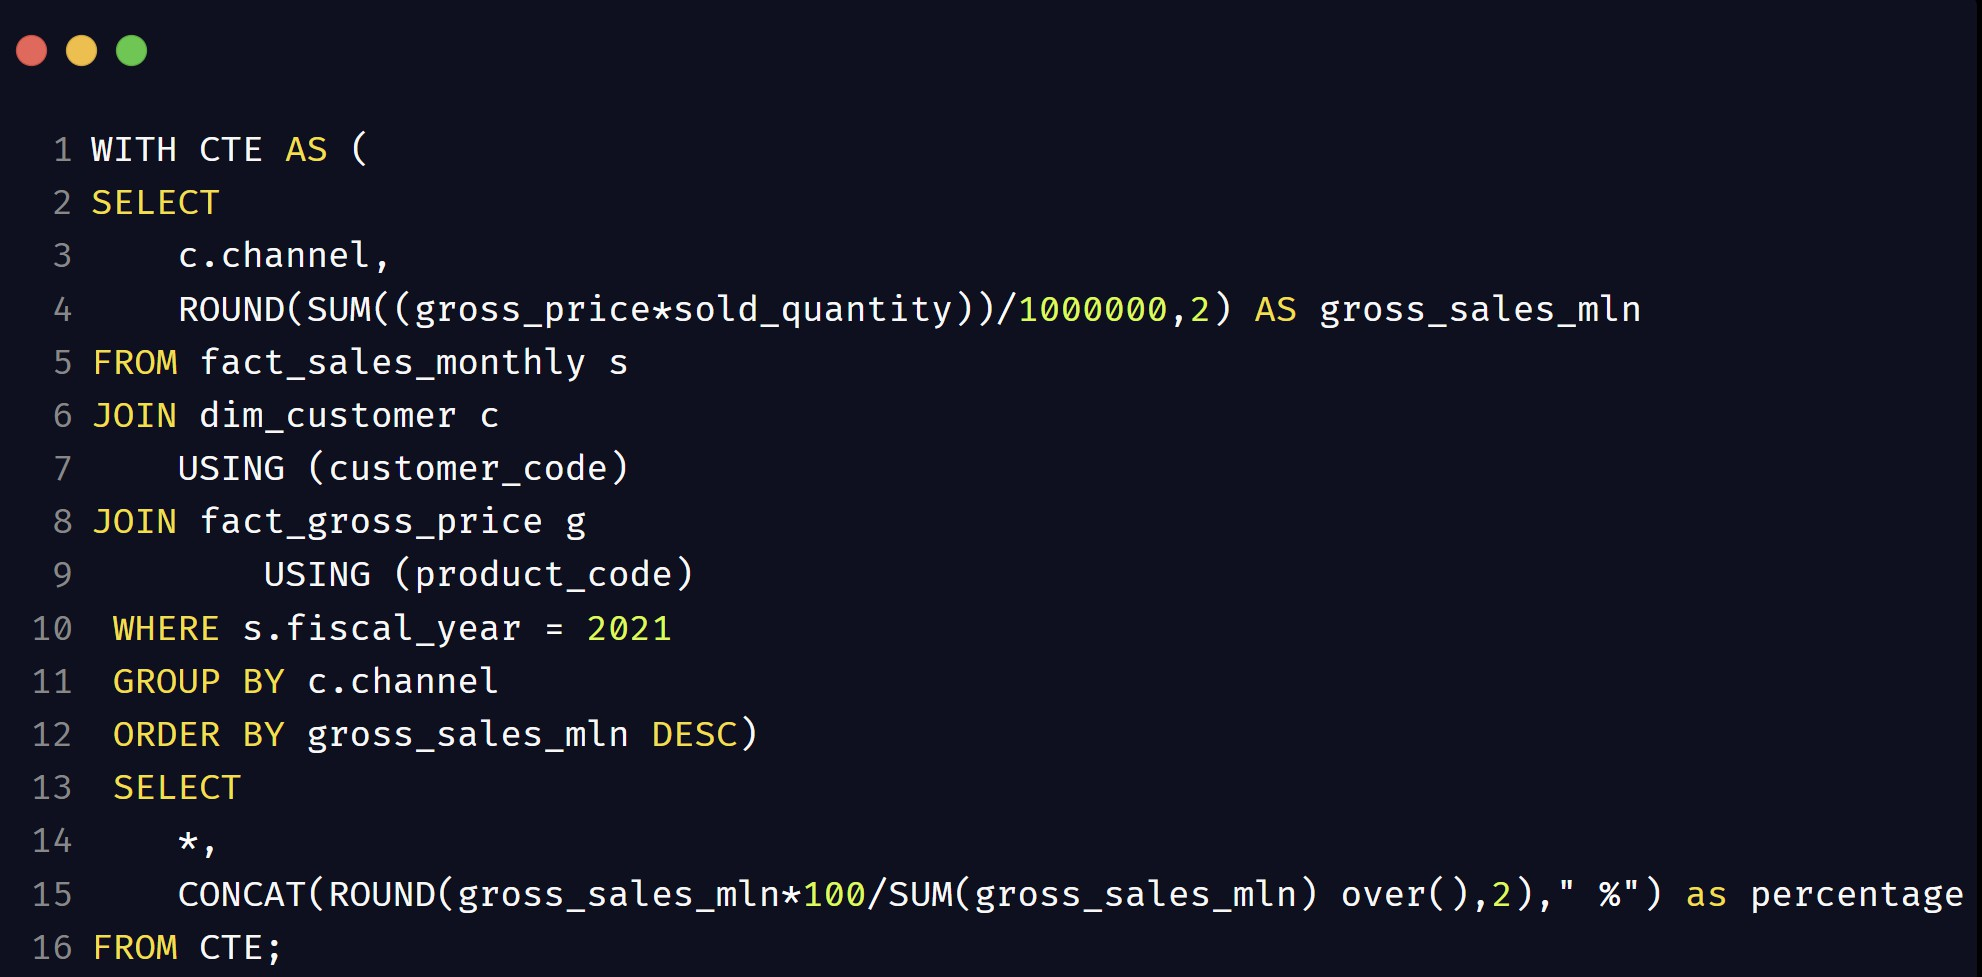 1 WITH CTE AS (
2 SELECT
3     c.channel,
4     ROUND(SUM((gross_price*sold_quantity))/1000000,2) AS gross_sales_mln
5 FROM fact_sales_monthly s
6 JOIN dim_customer c
7     USING (customer_code)
8 JOIN fact_gross_price g
9         USING (product_code)
10  WHERE s.fiscal_year = 2021
11  GROUP BY c.channel
12  ORDER BY gross_sales_mln DESC)
13  SELECT
14     *,
15     CONCAT(ROUND(gross_sales_mln*100/SUM(gross_sales_mln) over(),2)," %") as percentage
16 FROM CTE;